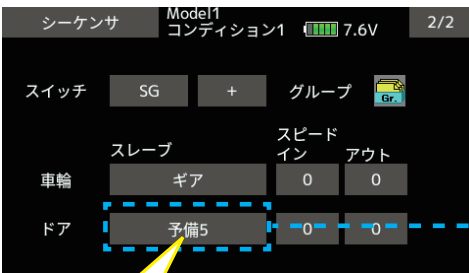 シーケンサ Model1 7.6V 2/2
コンディション1
スイッチ SG + グループ Gr.
スピード
スレーブ イン アウト
車輪 ギア 0 0
ドア 予備5 0 0